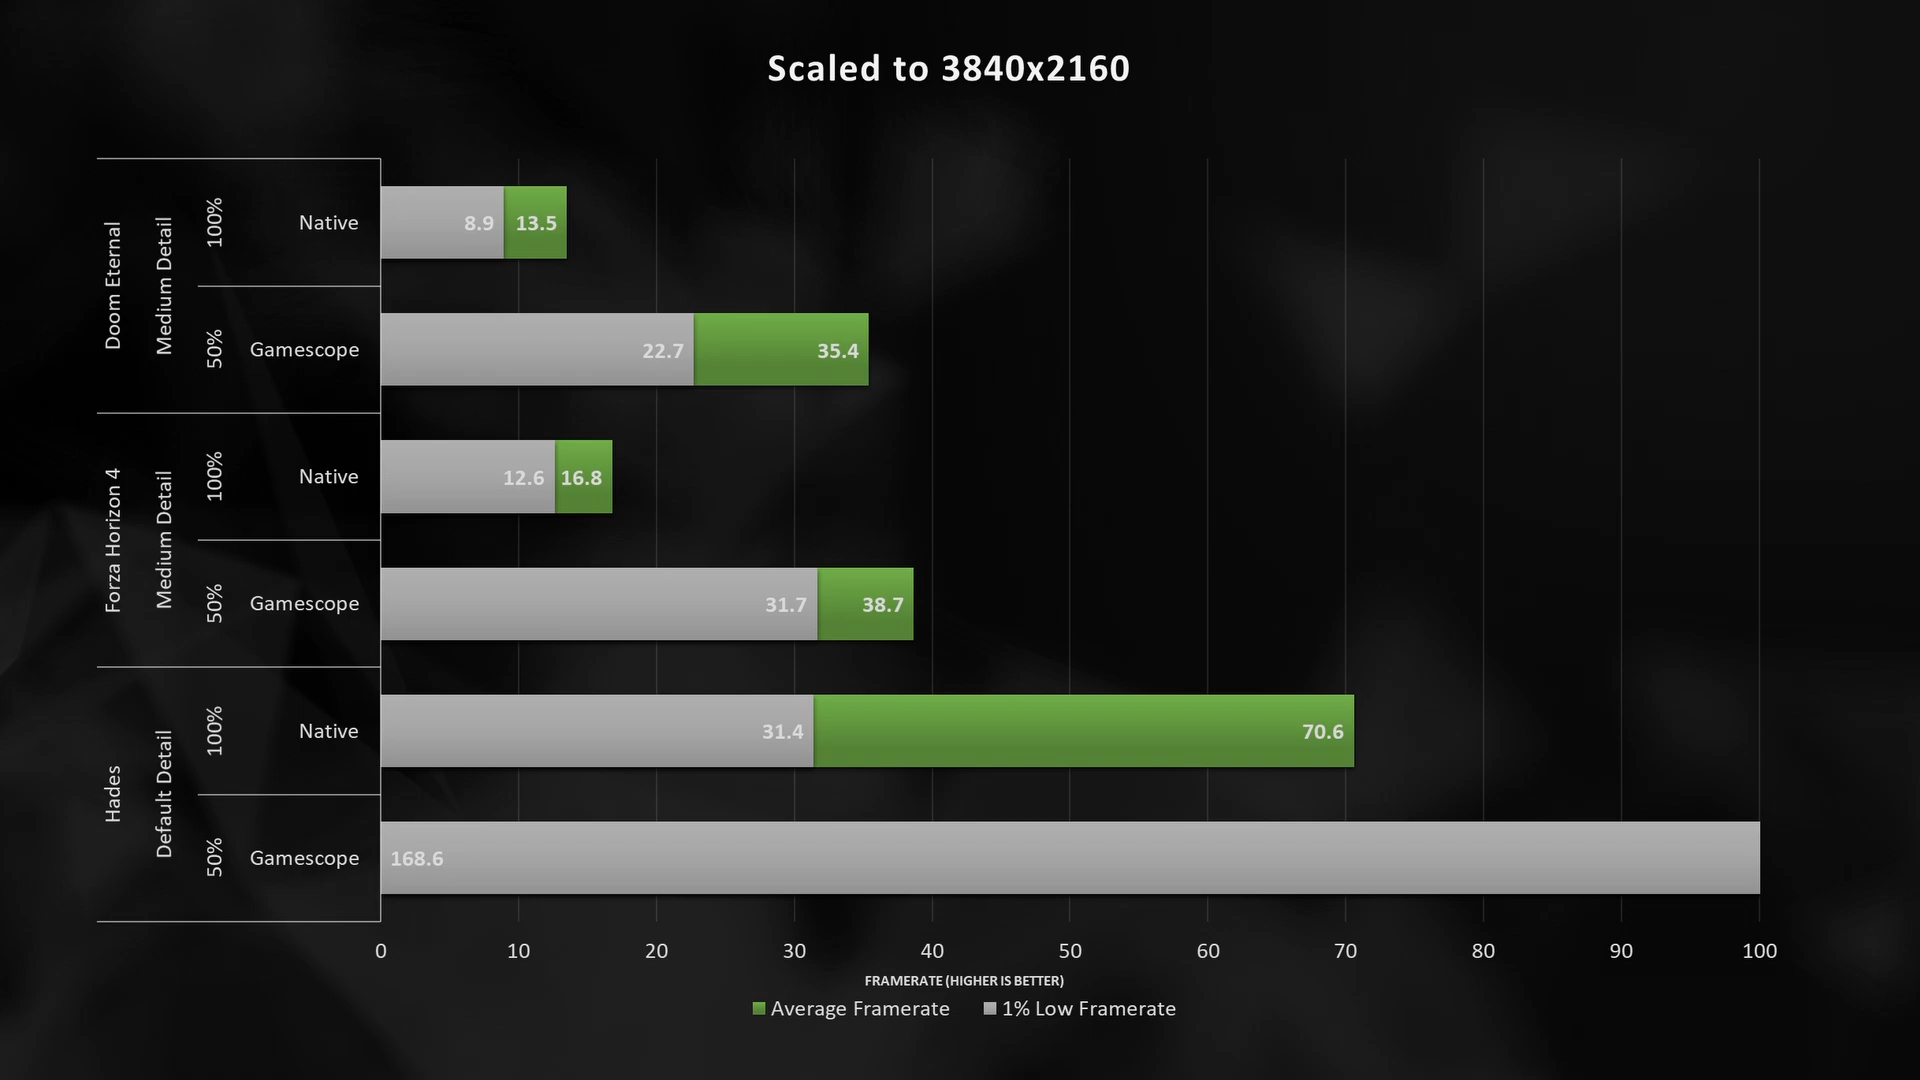 Scaled to 3840x2160
Doom Eternal
Medium Detail
100%
Native
8.9
13.5
50%
Gamescope
22.7
35.4
Forza Horizon 4
Medium Detail
100%
Native
12.6
16.8
50%
Gamescope
31.7
38.7
Hades
Default Detail
100%
Native
31.4
70.6
50%
Gamescope
168.6
0 10 20 30 40 50 60 70 80 90 100
FRAMERATE (HIGHER IS BETTER)
Average Framerate 1% Low Framerate